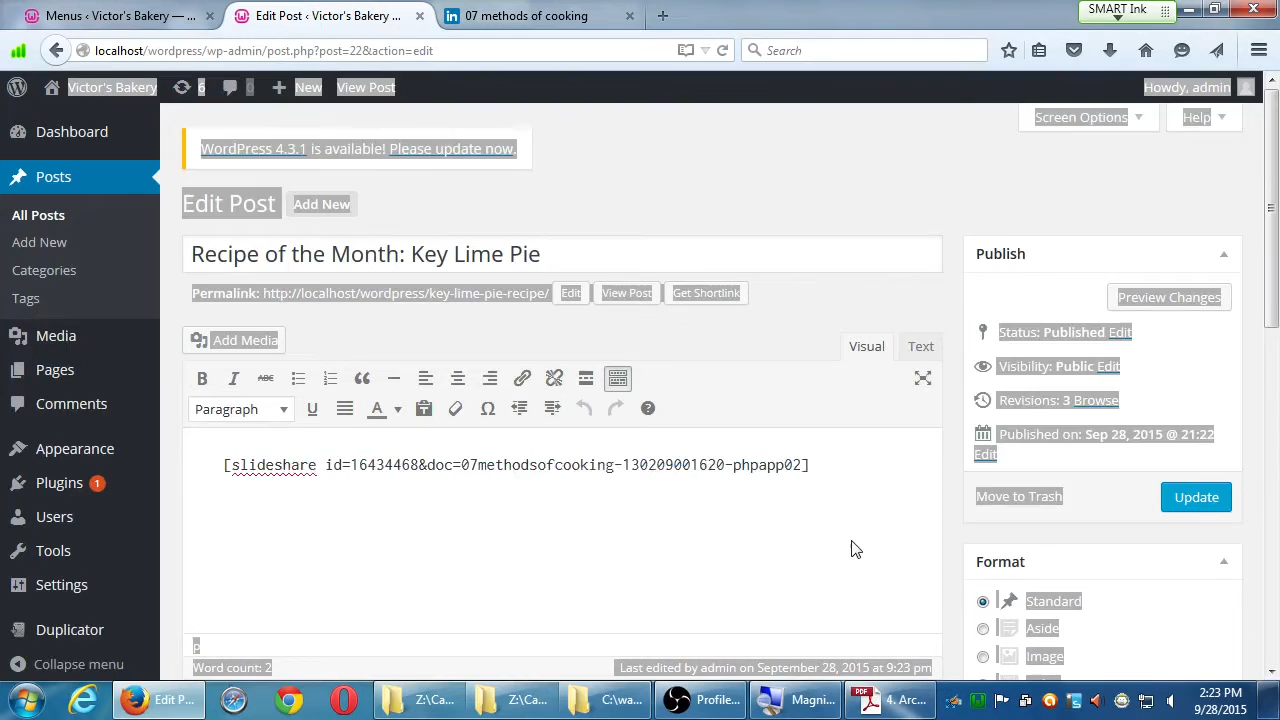 Menus ‹ Victor's Bakery —...
Edit Post ‹ Victor's Bakery ...
07 methods of cooking
SMART Ink
localhost/wordpress/wp-admin/post.php?post=22&action=edit
Search
Victor's Bakery
6
0
New
View Post
Howdy, admin
Screen Options
Help
Dashboard
Posts
All Posts
Add New
Categories
Tags
Media
Pages
Comments
Appearance
Plugins 1
Users
Tools
Settings
Duplicator
Collapse menu
WordPress 4.3.1 is available! Please update now.
Edit Post
Add New
Recipe of the Month: Key Lime Pie
Permalink: http://localhost/wordpress/key-lime-pie-recipe/
Edit
View Post
Get Shortlink
Add Media
Visual
Text
B I ABC
Paragraph
U
A
[slideshare id=16434468&doc=07methodsofcooking-130209001620-phpapp02]
p
Word count: 2
Last edited by admin on September 28, 2015 at 9:23 pm
Publish
Preview Changes
Status: Published Edit
Visibility: Public Edit
Revisions: 3 Browse
Published on: Sep 28, 2015 @ 21:22
Edit
Move to Trash
Update
Format
Standard
Aside
Image
Edit P...
Z:\Ca...
Z:\Ca...
C:\wa...
Profile...
Magni...
PDF
4. Arc...
2:23 PM
9/28/2015